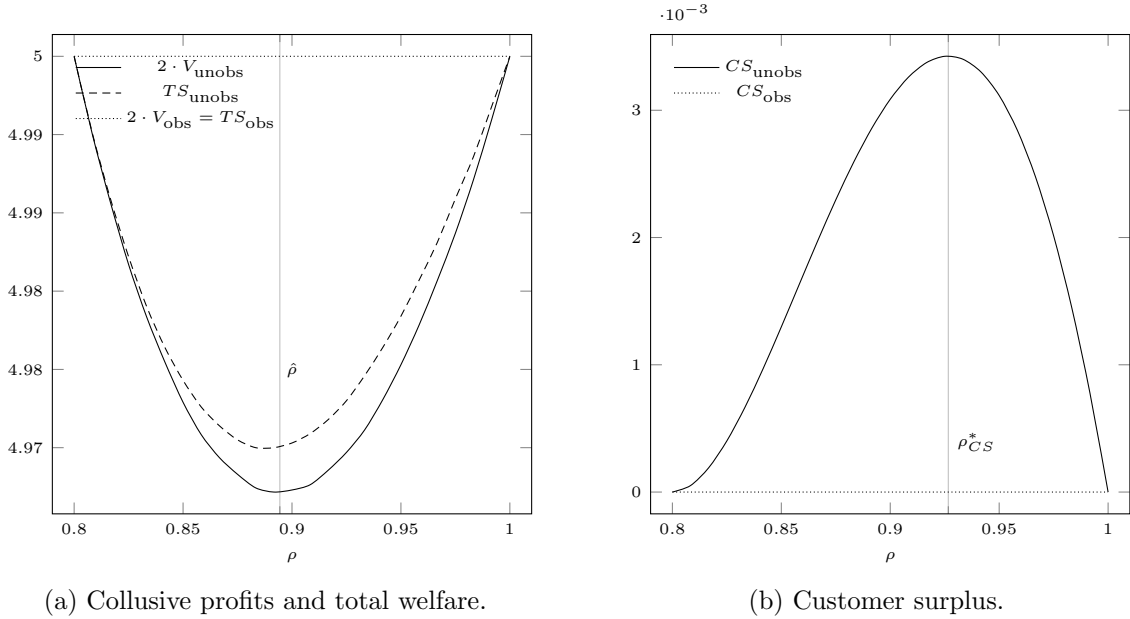 5
4.99
4.99
4.98
4.98
4.97
2 · V_unobs
TS_unobs
2 · V_obs = TS_obs
ρ̂
0.8 0.85 0.9 0.95 1
ρ
(a) Collusive profits and total welfare.
·10⁻³
3
2
1
0
CS_unobs
CS_obs
ρ*_CS
0.8 0.85 0.9 0.95 1
ρ
(b) Customer surplus.